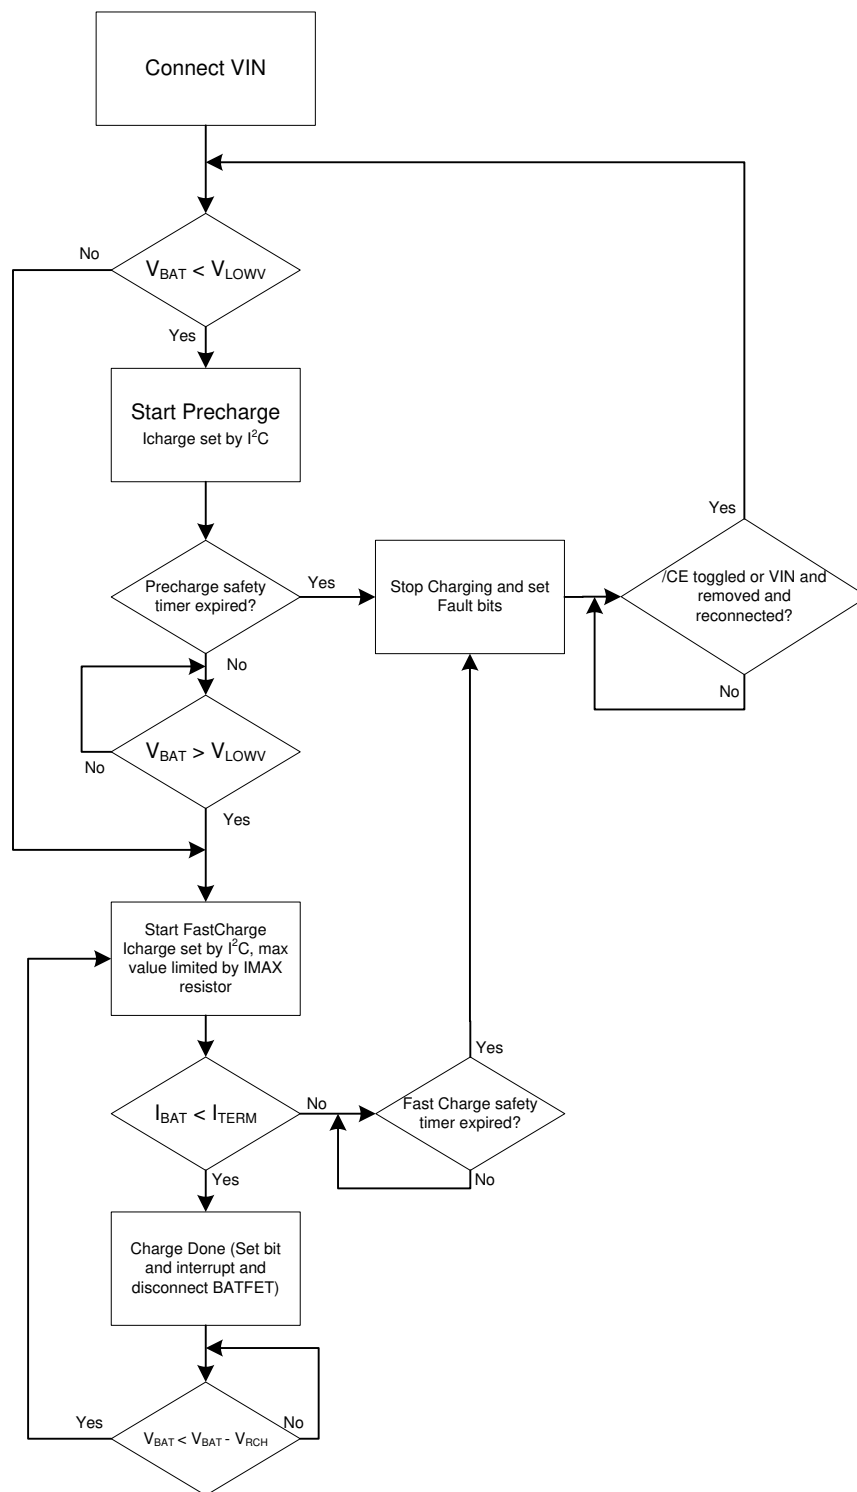 Connect VIN
No
V_BAT < V_LOWV
Yes
Start Precharge
Icharge set by I²C
Yes
Precharge safety
timer expired?
Yes
Stop Charging and set
Fault bits
/CE toggled or VIN and
removed and
reconnected?
No
No
V_BAT > V_LOWV
No
Yes
Start FastCharge
Icharge set by I²C, max
value limited by IMAX
resistor
Yes
I_BAT < I_TERM
No
Fast Charge safety
timer expired?
Yes
No
Charge Done (Set bit
and interrupt and
disconnect BATFET)
Yes
No
V_BAT < V_BAT - V_RCH